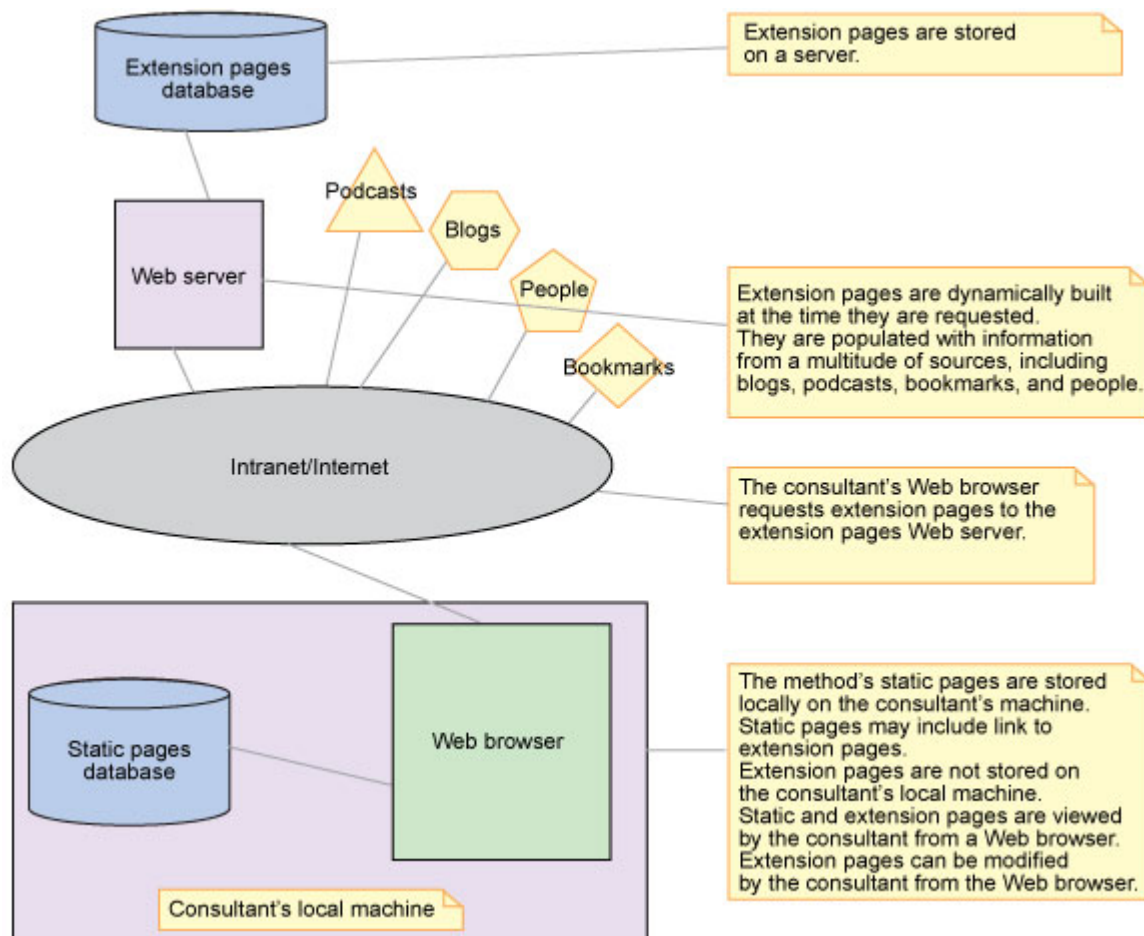 Extension pages
database
Extension pages are stored
on a server.
Podcasts
Blogs
Web server
People
Extension pages are dynamically built
at the time they are requested.
They are populated with information
from a multitude of sources, including
blogs, podcasts, bookmarks, and people.
Bookmarks
Intranet/Internet
The consultant's Web browser
requests extension pages to the
extension pages Web server.
Static pages
database
Web browser
The method's static pages are stored
locally on the consultant's machine.
Static pages may include link to
extension pages.
Extension pages are not stored on
the consultant's local machine.
Static and extension pages are viewed
by the consultant from a Web browser.
Extension pages can be modified
by the consultant from the Web browser.
Consultant's local machine